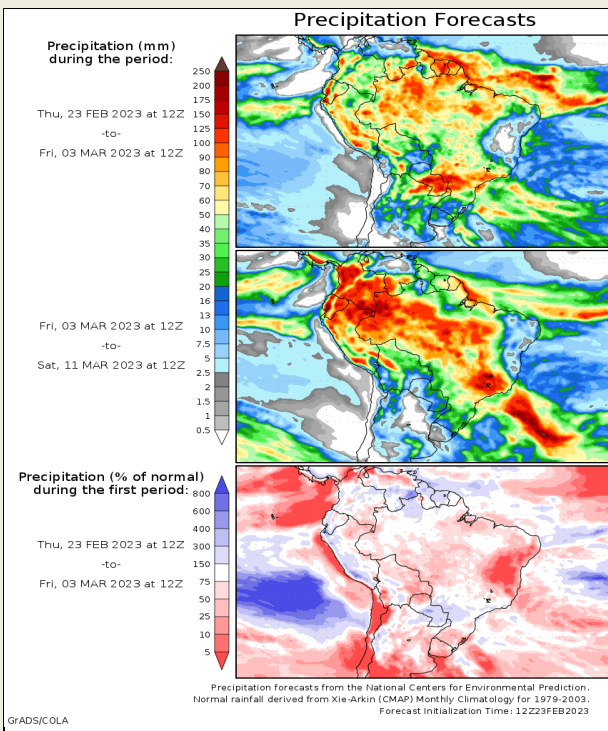 Precipitation Forecasts
Precipitation (mm)
during the period:
Thu, 23 FEB 2023 at 12Z
-to-
Fri, 03 MAR 2023 at 12Z
250
200
175
150
125
100
90
80
70
60
50
40
35
30
25
20
16
13
10
7.5
5
2.5
2
1.5
1
0.5
Fri, 03 MAR 2023 at 12Z
-to-
Sat, 11 MAR 2023 at 12Z
Precipitation (% of normal)
during the first period:
Thu, 23 FEB 2023 at 12Z
-to-
Fri, 03 MAR 2023 at 12Z
800
600
400
300
150
75
50
25
10
5
Precipitation forecasts from the National Centers for Environmental Prediction.
Normal rainfall derived from Xie-Arkin (CMAP) Monthly Climatology for 1979-2003.
Forecast Initialization Time: 12Z23FEB2023
GrADS/COLA